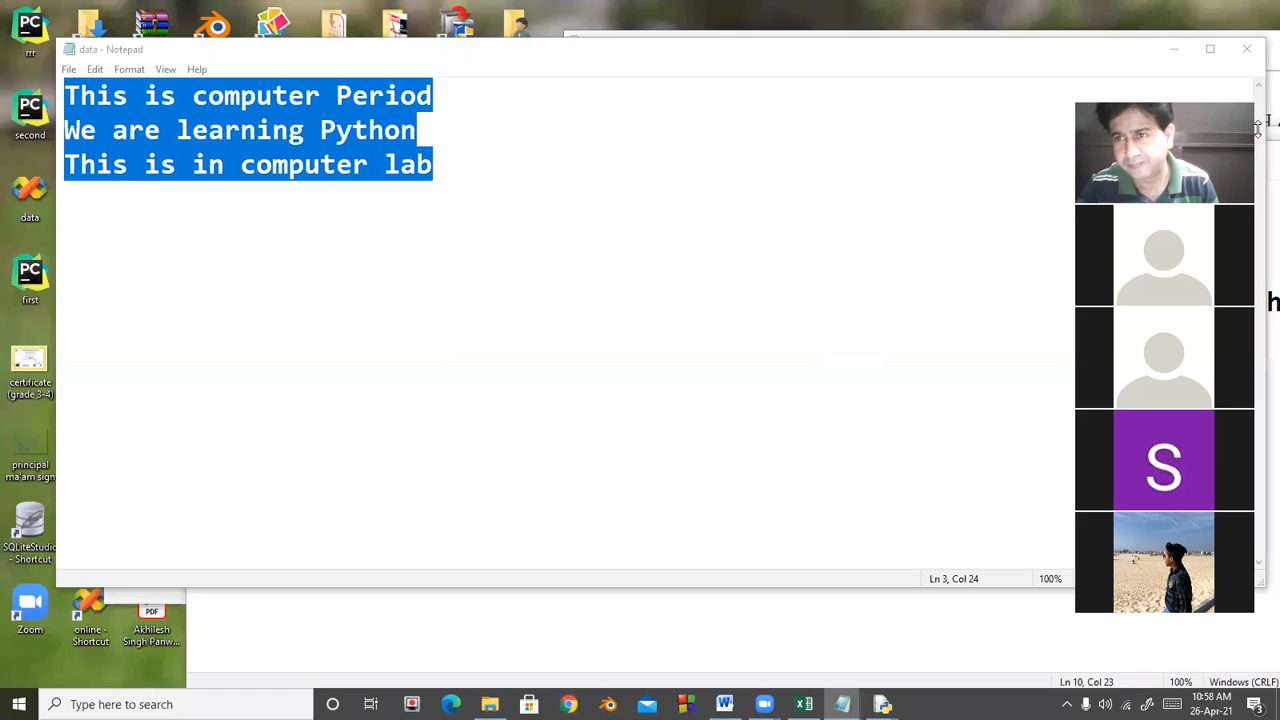 data - Notepad
File Edit Format View Help
This is computer Period
We are learning Python
This is in computer lab
Ln 3, Col 24
100%
rrr
second
data
first
certificate
(grade 3-4)
principal
ma'am sign
SQLiteStudio
- Shortcut
Zoom
online -
Shortcut
PDF
Akhilesh
Singh Panw...
S
h
Ln 10, Col 23
100%
Windows (CRLF)
Type here to search
10:58 AM
26-Apr-21
3